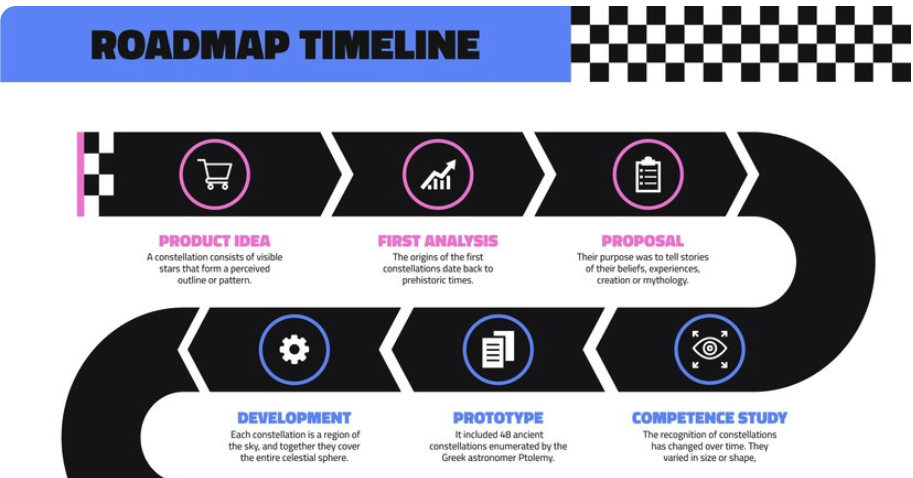 ROADMAP TIMELINE
PRODUCT IDEA
A constellation consists of visible
stars that form a perceived
outline or pattern.
FIRST ANALYSIS
The origins of the first
constellations date back to
prehistoric times.
PROPOSAL
Their purpose was to tell stories
of their beliefs, experiences,
creation or mythology.
DEVELOPMENT
Each constellation is a region of
the sky, and together they cover
the entire celestial sphere.
PROTOTYPE
It included 48 ancient
constellations enumerated by the
Greek astronomer Ptolemy.
COMPETENCE STUDY
The recognition of constellations
has changed over time. They
varied in size or shape,